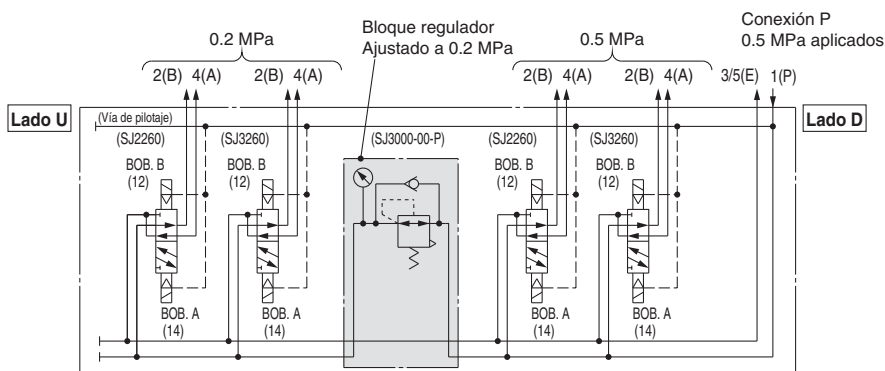 Bloque regulador
Ajustado a 0.2 MPa
Conexión P
0.5 MPa aplicados
0.2 MPa
0.5 MPa
2(B) 4(A) 2(B) 4(A) 2(B) 4(A) 2(B) 4(A) 3/5(E) 1(P)
Lado U
Lado D
(Vía de pilotaje)
(SJ2260) (SJ3260) (SJ3000-00-P) (SJ2260) (SJ3260)
BOB. B BOB. B BOB. B BOB. B
(12) (12) (12) (12)
BOB. A BOB. A BOB. A BOB. A
(14) (14) (14) (14)